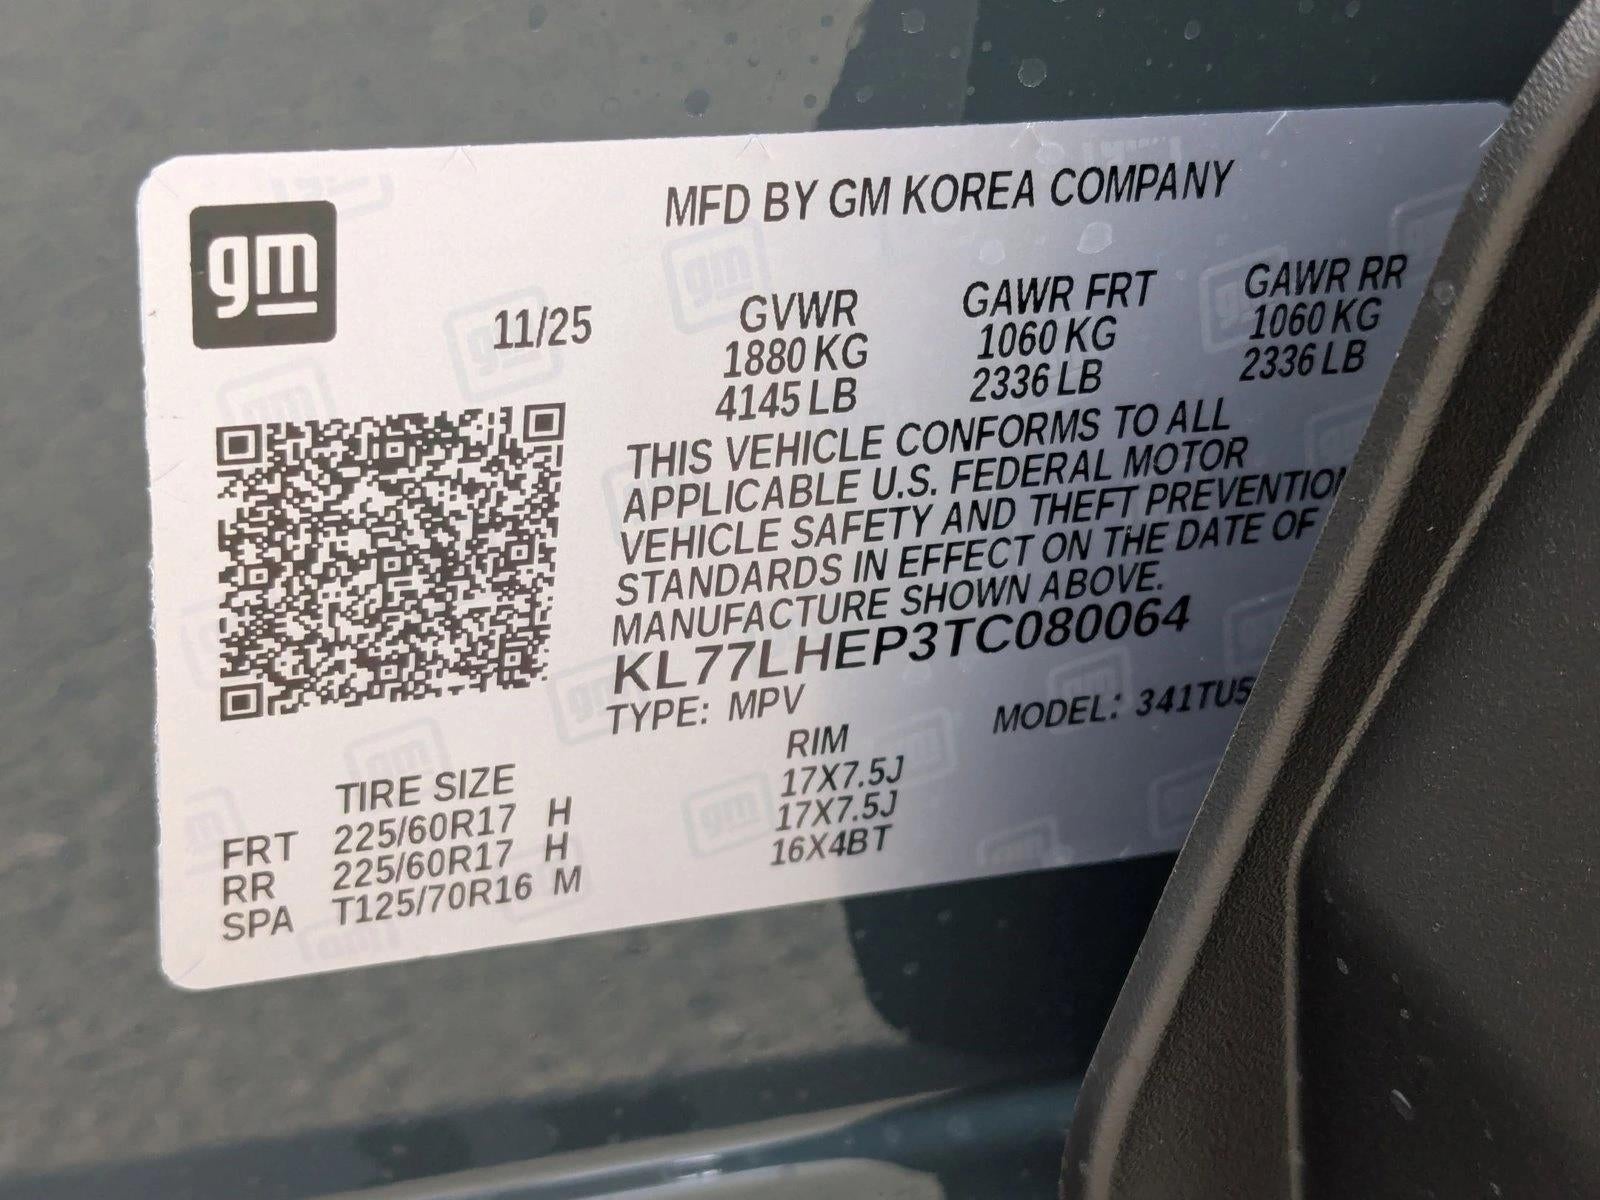 MFD BY GM KOREA COMPANY
gm
11/25
GVWR GAWR FRT GAWR RR
1880 KG 1060 KG 1060 KG
4145 LB 2336 LB 2336 LB
THIS VEHICLE CONFORMS TO ALL
APPLICABLE U.S. FEDERAL MOTOR
VEHICLE SAFETY AND THEFT PREVENTION
STANDARDS IN EFFECT ON THE DATE OF
MANUFACTURE SHOWN ABOVE.
KL77LHEP3TC080064
TYPE: MPV MODEL: 341TU5
TIRE SIZE RIM
FRT 225/60R17 H 17X7.5J
RR 225/60R17 H 17X7.5J
SPA T125/70R16 M 16X4BT